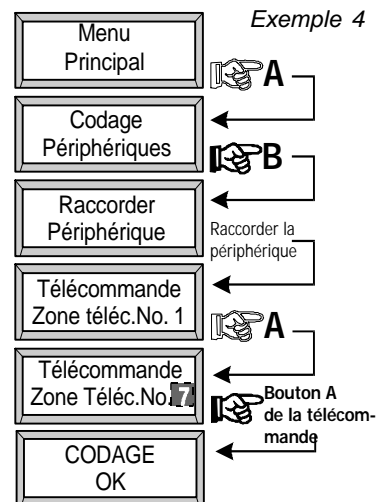 Exemple 4
Menu
Principal
A
Codage
Périphériques
B
Raccorder
Périphérique
Raccorder la
périphérique
Télécommande
Zone téléc.No. 1
A
Télécommande
Zone Téléc.No. 7
Bouton A
de la télécom-
mande
CODAGE
OK